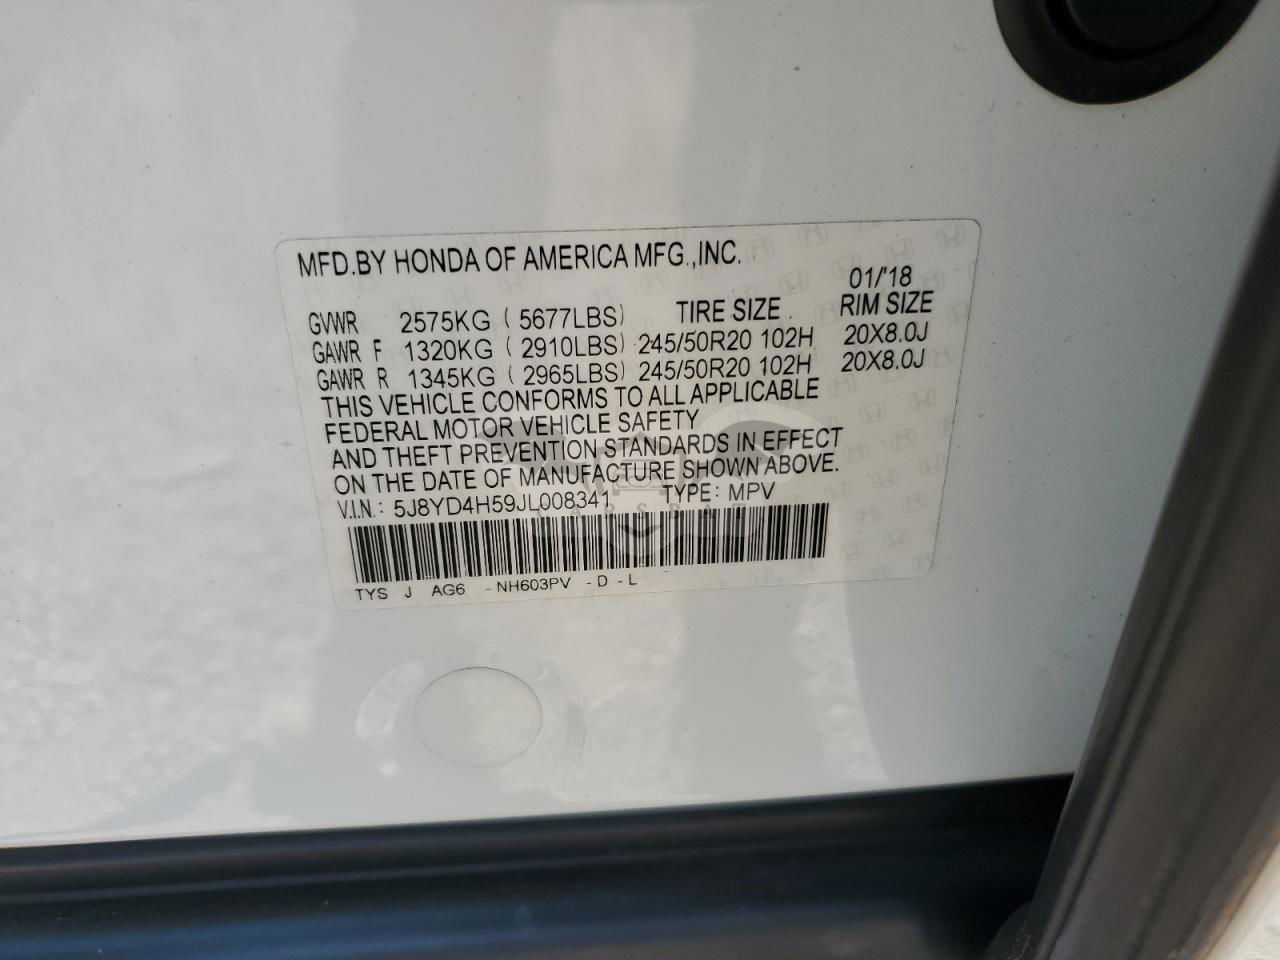 MFD.BY HONDA OF AMERICA MFG.,INC.
01/'18
GVWR 2575KG ( 5677LBS) TIRE SIZE . RIM SIZE
GAWR F 1320KG ( 2910LBS) 245/50R20 102H 20X8.0J
GAWR R 1345KG ( 2965LBS) 245/50R20 102H 20X8.0J
THIS VEHICLE CONFORMS TO ALL APPLICABLE
FEDERAL MOTOR VEHICLE SAFETY
AND THEFT PREVENTION STANDARDS IN EFFECT
ON THE DATE OF MANUFACTURE SHOWN ABOVE.
V.I.N.: 5J8YD4H59JL008341 TYPE: MPV
TYS J AG6 -NH603PV -D-L